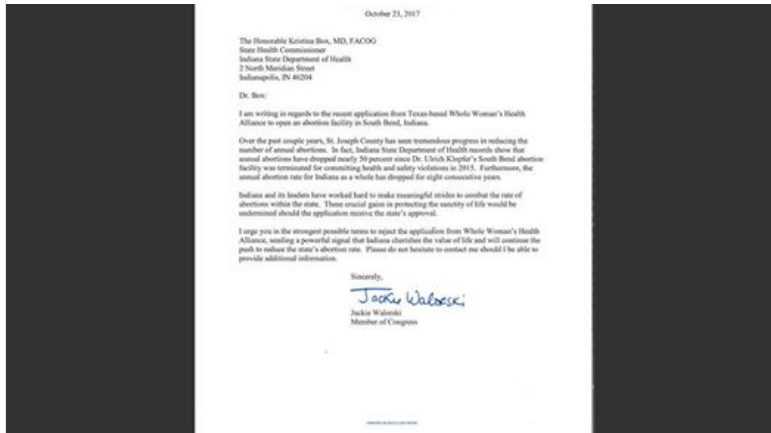 October 23, 2017
The Honorable Kristina Box, MD, FACOG
State Health Commissioner
Indiana State Department of Health
2 North Meridian Street
Indianapolis, IN 46204
Dr. Box:
I am writing in regards to the recent application from Texas-based Whole Woman's Health
Alliance to open an abortion facility in South Bend, Indiana.
Over the past couple years, St. Joseph County has seen tremendous progress in reducing the
number of annual abortions. In fact, Indiana State Department of Health records show that
annual abortions have dropped nearly 50 percent since Dr. Ulrich Klopfer's South Bend abortion
facility was terminated for committing health and safety violations in 2015. Furthermore, the
annual abortion rate for Indiana as a whole has dropped for eight consecutive years.
Indiana and its leaders have worked hard to make meaningful strides to combat the rate of
abortions within the state. These crucial gains in protecting the sanctity of life would be
undermined should the application receive the state's approval.
I urge you in the strongest possible terms to reject the application from Whole Woman's Health
Alliance, sending a powerful signal that Indiana cherishes the value of life and will continue the
push to reduce the state's abortion rate. Please do not hesitate to contact me should I be able to
provide additional information.
Sincerely,
Jackie Walorski
Jackie Walorski
Member of Congress